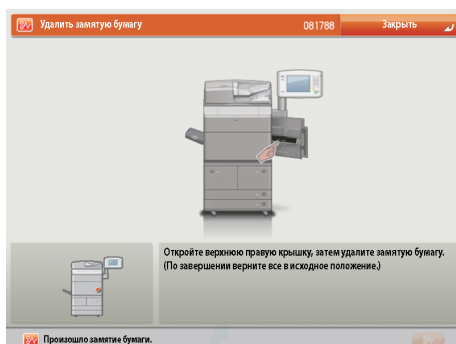 Удалить замятую бумагу 081788 Закрыть
Откройте верхнюю правую крышку, затем удалите замятую бумагу.
(По завершении верните все в исходное положение.)
Произошло замятие бумаги.